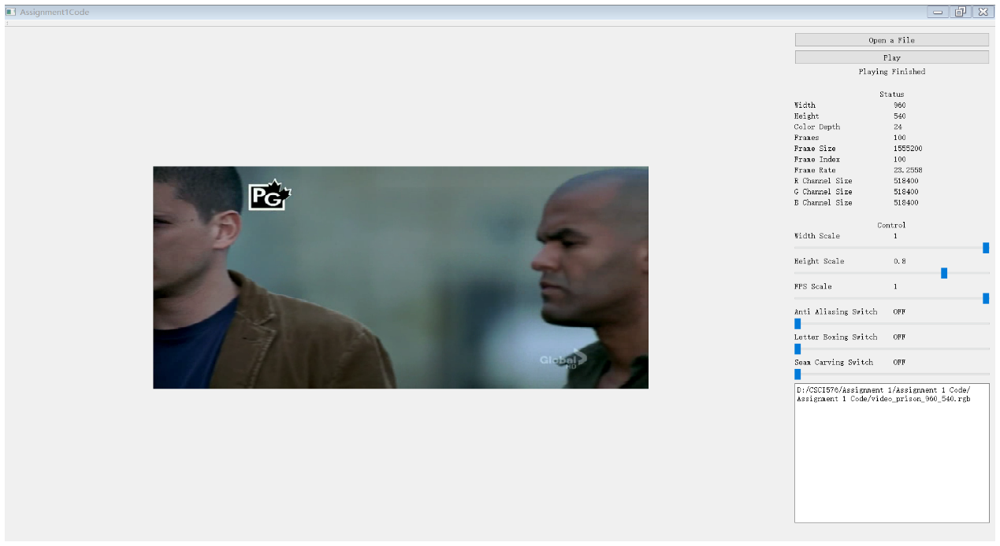 Assignment1Code
Open a File
Play
Playing Finished
Status
Width 960
Height 540
Color Depth 24
Frames 100
Frame Size 1555200
Frame Index 100
Frame Rate 23.2558
R Channel Size 518400
G Channel Size 518400
B Channel Size 518400
Control
Width Scale 1
Height Scale 0.8
FPS Scale 1
Anti Aliasing Switch OFF
Letter Boxing Switch OFF
Seam Carving Switch OFF
D:/CSCI576/Assignment 1/Assignment 1 Code/
Assignment 1 Code/video_prison_960_540.rgb
PG
Global
HD